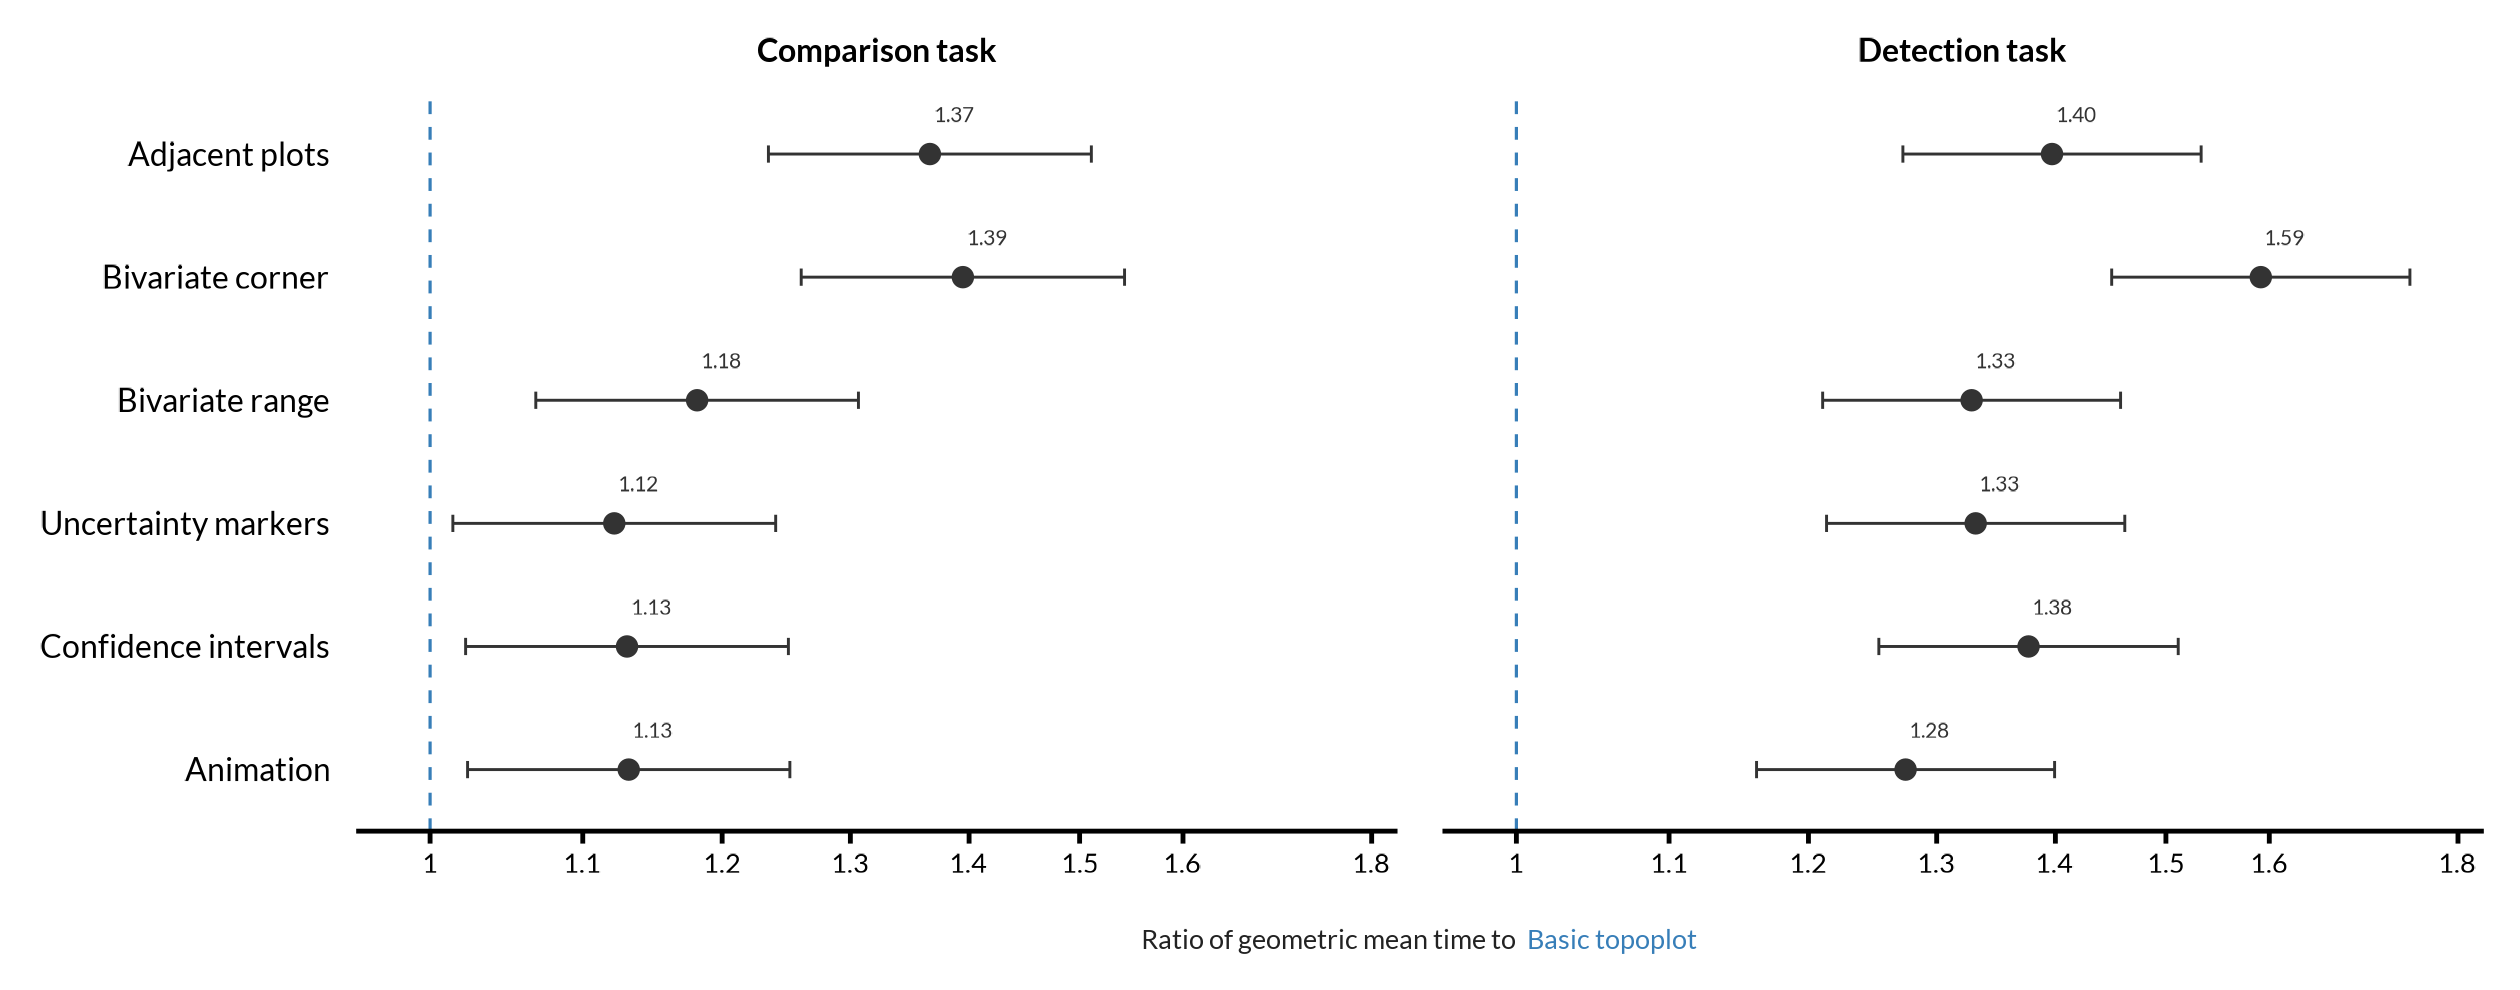 Comparison task
Detection task
1.37
1.40
Adjacent plots
1.39
1.59
Bivariate corner
1.18
1.33
Bivariate range
1.12
1.33
Uncertainty markers
1.13
1.38
Confidence intervals
1.13
1.28
Animation
1 1.1 1.2 1.3 1.4 1.5 1.6 1.8
1 1.1 1.2 1.3 1.4 1.5 1.6 1.8
Ratio of geometric mean time to Basic topoplot